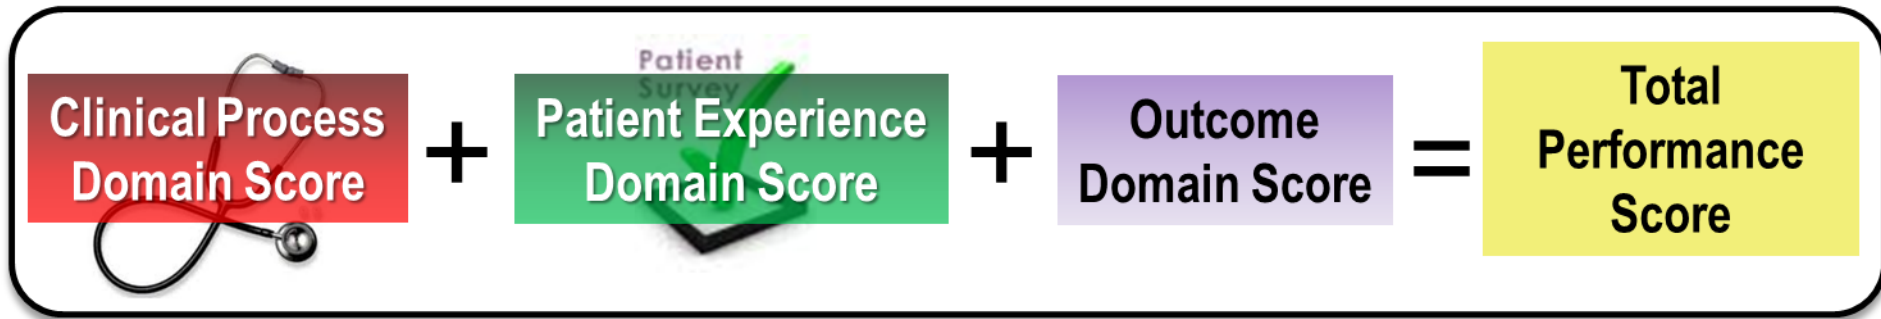 Patient
Survey
Clinical Process
Domain Score
+
Patient Experience
Domain Score
+
Outcome
Domain Score
=
Total
Performance
Score